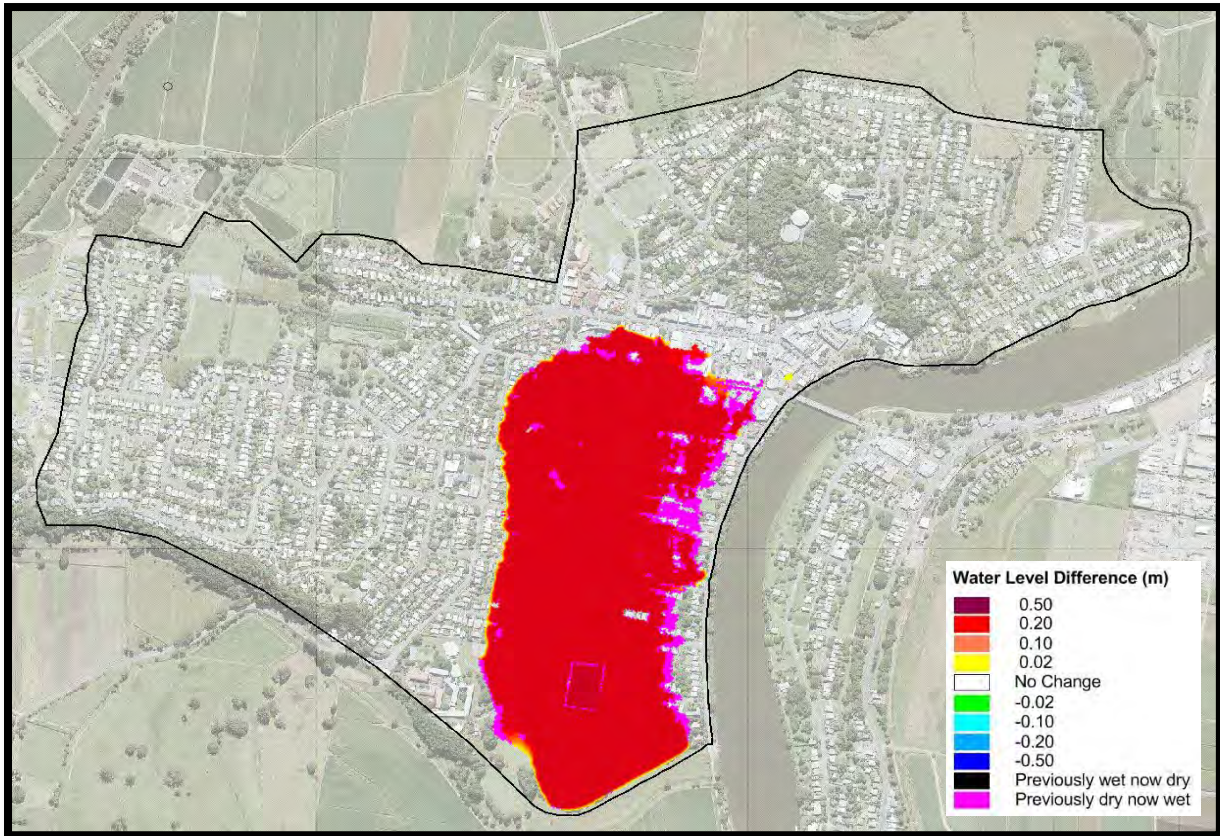 Water Level Difference (m)
0.50
0.20
0.10
0.02
No Change
-0.02
-0.10
-0.20
-0.50
Previously wet now dry
Previously dry now wet